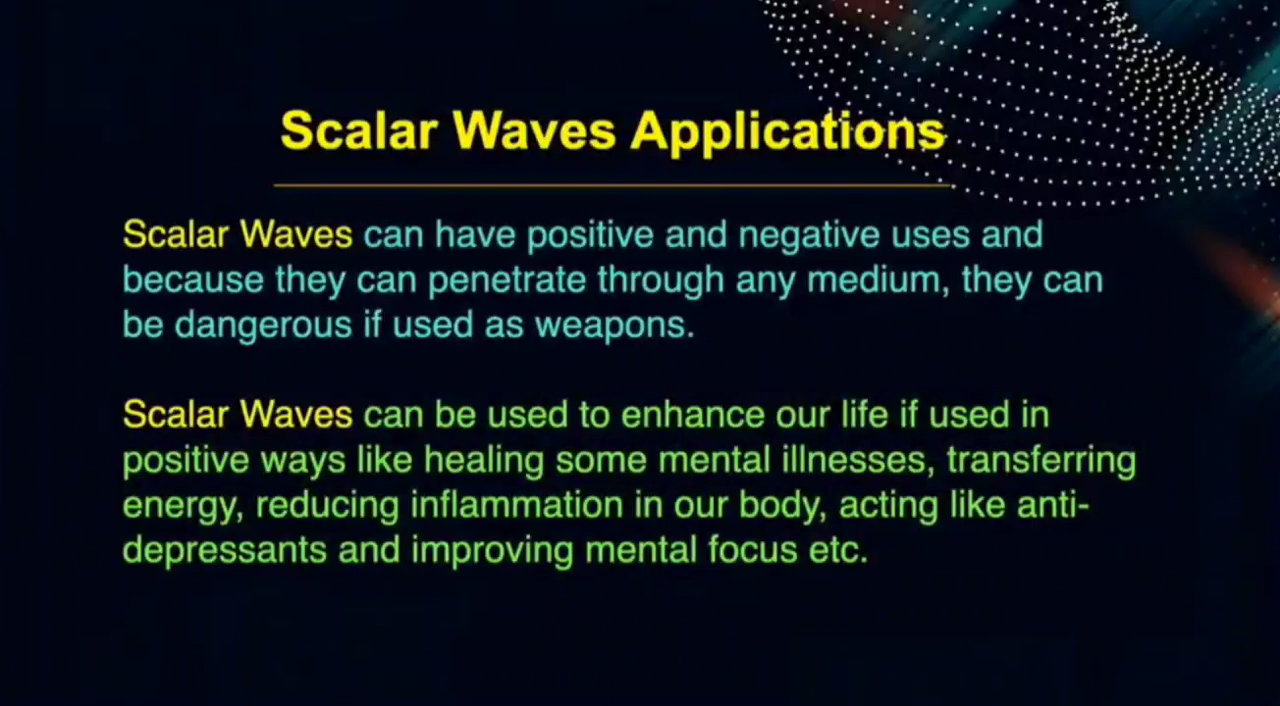 Scalar Waves Applications
Scalar Waves can have positive and negative uses and
because they can penetrate through any medium, they can
be dangerous if used as weapons.
Scalar Waves can be used to enhance our life if used in
positive ways like healing some mental illnesses, transferring
energy, reducing inflammation in our body, acting like anti-
depressants and improving mental focus etc.